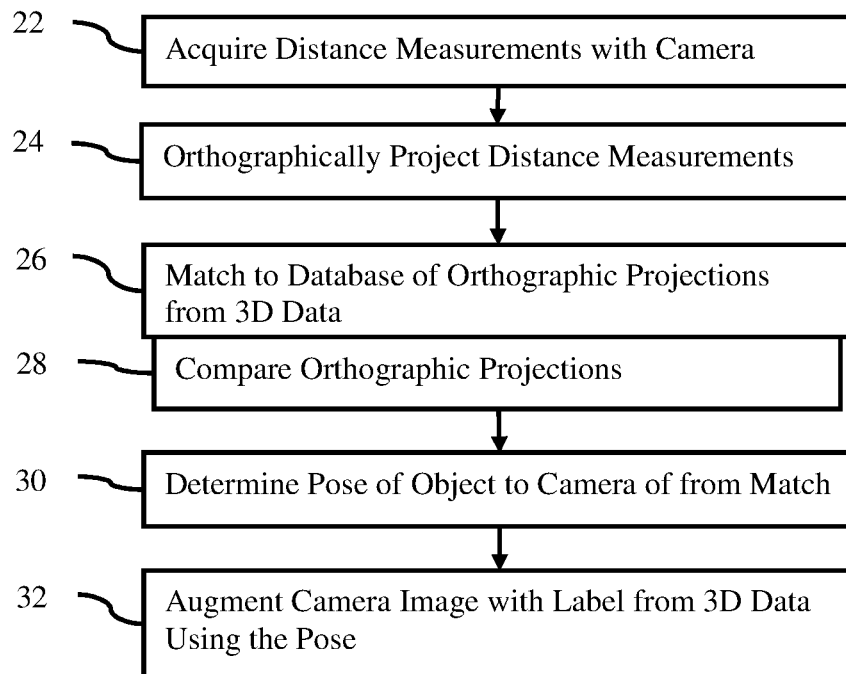 22
Acquire Distance Measurements with Camera
24
Orthographically Project Distance Measurements
26
Match to Database of Orthographic Projections
from 3D Data
28
Compare Orthographic Projections
30
Determine Pose of Object to Camera of from Match
32
Augment Camera Image with Label from 3D Data
Using the Pose